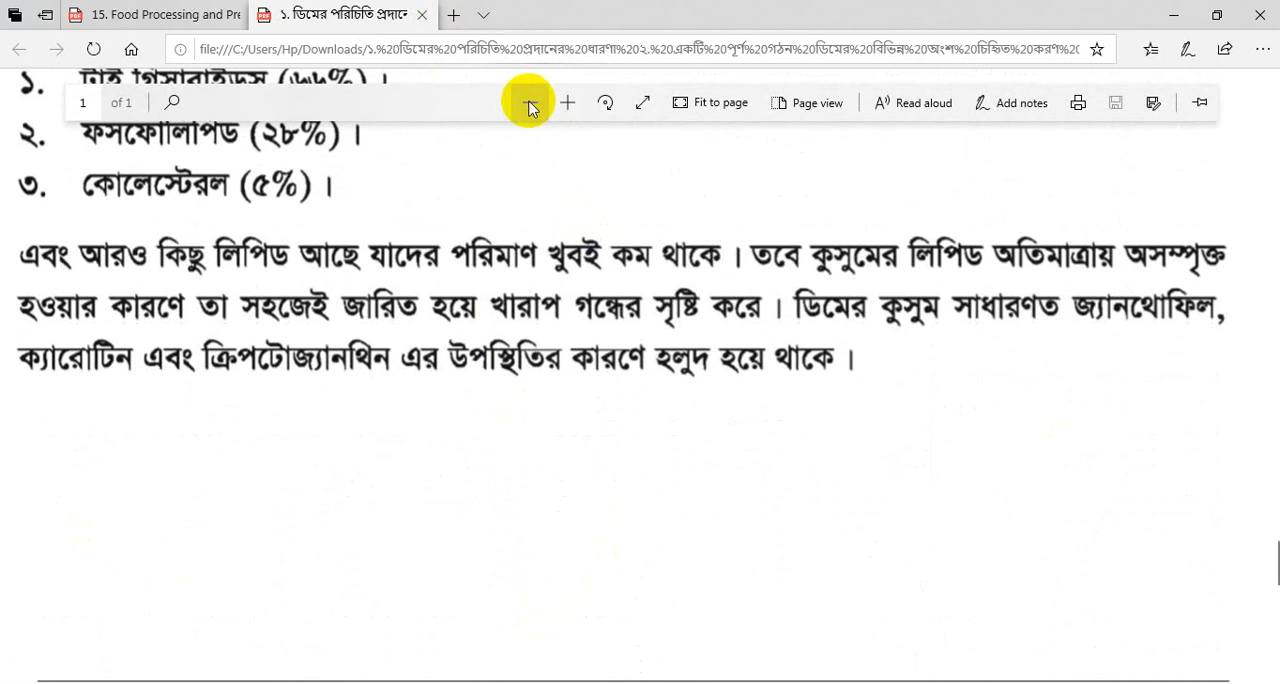 15. Food Processing and Pre
১. ডিমের পরিচিতি প্রদানে
file:///C:/Users/Hp/Downloads/১.%20ডিমের%20পরিচিতি%20প্রদানের%20ধারণা%20২.%20একটি%20পূর্ণ%20গঠন%20ডিমের%20বিভিন্ন%20অংশ%20চিহ্নিত%20করণ%20
1 of 1 Fit to page Page view Read aloud Add notes
১.
২. ফসফোলিপিড (২৮%) ।
৩. কোলেস্টেরল (৫%) ।
এবং আরও কিছু লিপিড আছে যাদের পরিমাণ খুবই কম থাকে । তবে কুসুমের লিপিড অতিমাত্রায় অসম্পৃক্ত
হওয়ার কারণে তা সহজেই জারিত হয়ে খারাপ গন্ধের সৃষ্টি করে । ডিমের কুসুম সাধারণত জ্যানথোফিল,
ক্যারোটিন এবং ক্রিপটোজ্যানথিন এর উপস্থিতির কারণে হলুদ হয়ে থাকে ।